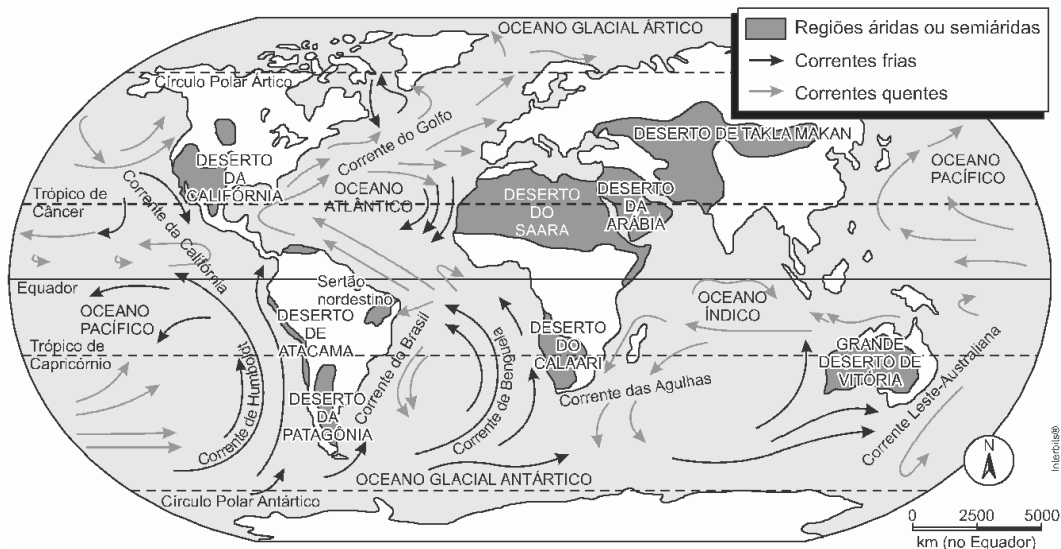 OCEANO GLACIAL ÁRTICO
Regiões áridas ou semiáridas
Correntes frias
Correntes quentes
Círculo Polar Ártico
Corrente do Golfo
DESERTO DE TAKLAMAKAN
DESERTO
DA
CALIFÓRNIA
OCEANO
ATLÂNTICO
DESERTO
DO
SAARA
DESERTO
DA
ARÁBIA
OCEANO
PACÍFICO
Trópico de
Câncer
Corrente da Califórnia
Equador
Sertão
nordestino
OCEANO
PACÍFICO
OCEANO
ÍNDICO
DESERTO
DE
ATACAMA
Corrente do Brasil
Corrente de Benguela
DESERTO
DO
CALAARI
Trópico de
Capricórnio
Corrente de Humboldt
GRANDE
DESERTO DE
VITÓRIA
Corrente das Agulhas
Corrente Leste-Australiana
DESERTO
DA
PATAGÔNIA
OCEANO GLACIAL ANTÁRTICO
Círculo Polar Antártico
N
0 2500 5000
km (no Equador)
Interbits®